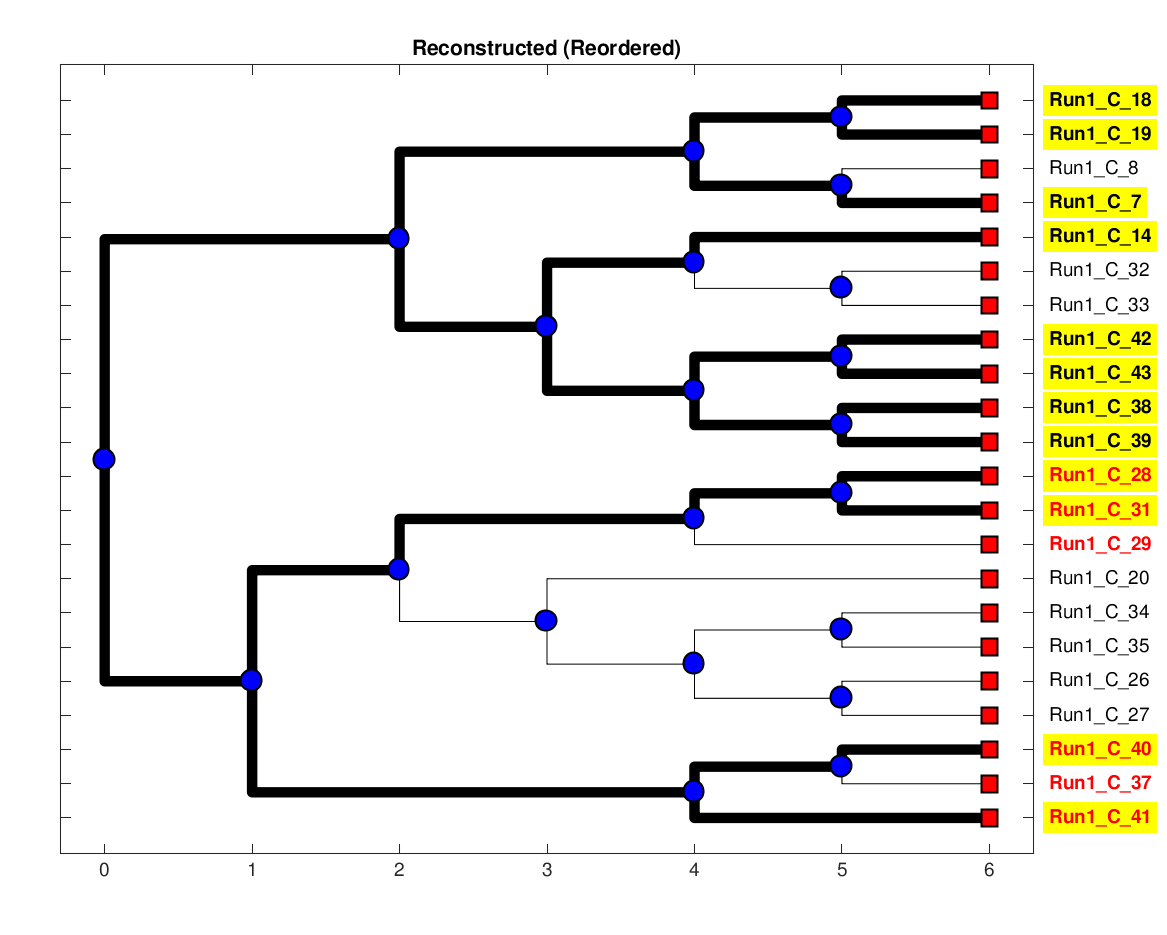 Reconstructed (Reordered)
Run1_C_18
Run1_C_19
Run1_C_8
Run1_C_7
Run1_C_14
Run1_C_32
Run1_C_33
Run1_C_42
Run1_C_43
Run1_C_38
Run1_C_39
Run1_C_28
Run1_C_31
Run1_C_29
Run1_C_20
Run1_C_34
Run1_C_35
Run1_C_26
Run1_C_27
Run1_C_40
Run1_C_37
Run1_C_41
0 1 2 3 4 5 6